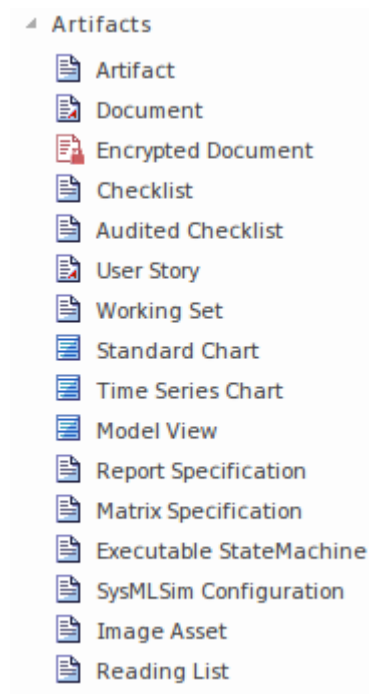 Artifacts
Artifact
Document
Encrypted Document
Checklist
Audited Checklist
User Story
Working Set
Standard Chart
Time Series Chart
Model View
Report Specification
Matrix Specification
Executable StateMachine
SysMLSim Configuration
Image Asset
Reading List